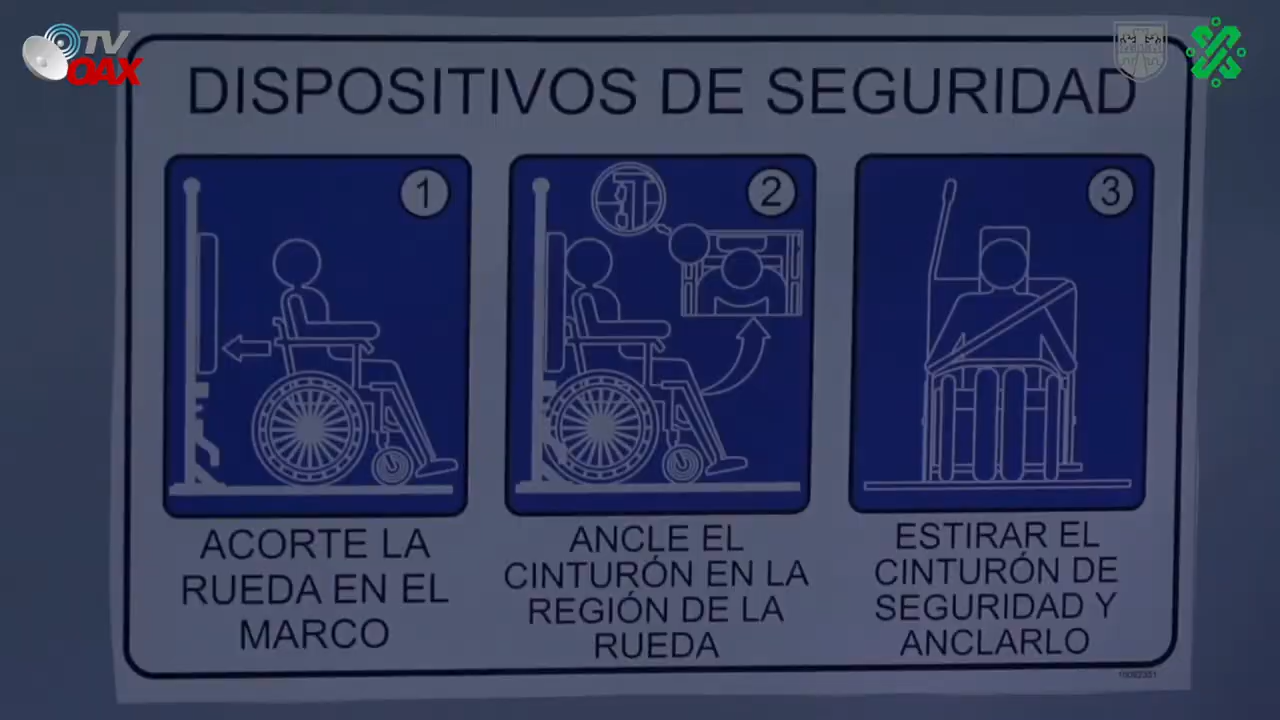 TV
OAX
DISPOSITIVOS DE SEGURIDAD
1
2
3
ACORTE LA
RUEDA EN EL
MARCO
ANCLE EL
CINTURÓN EN LA
REGIÓN DE LA
RUEDA
ESTIRAR EL
CINTURÓN DE
SEGURIDAD Y
ANCLARLO